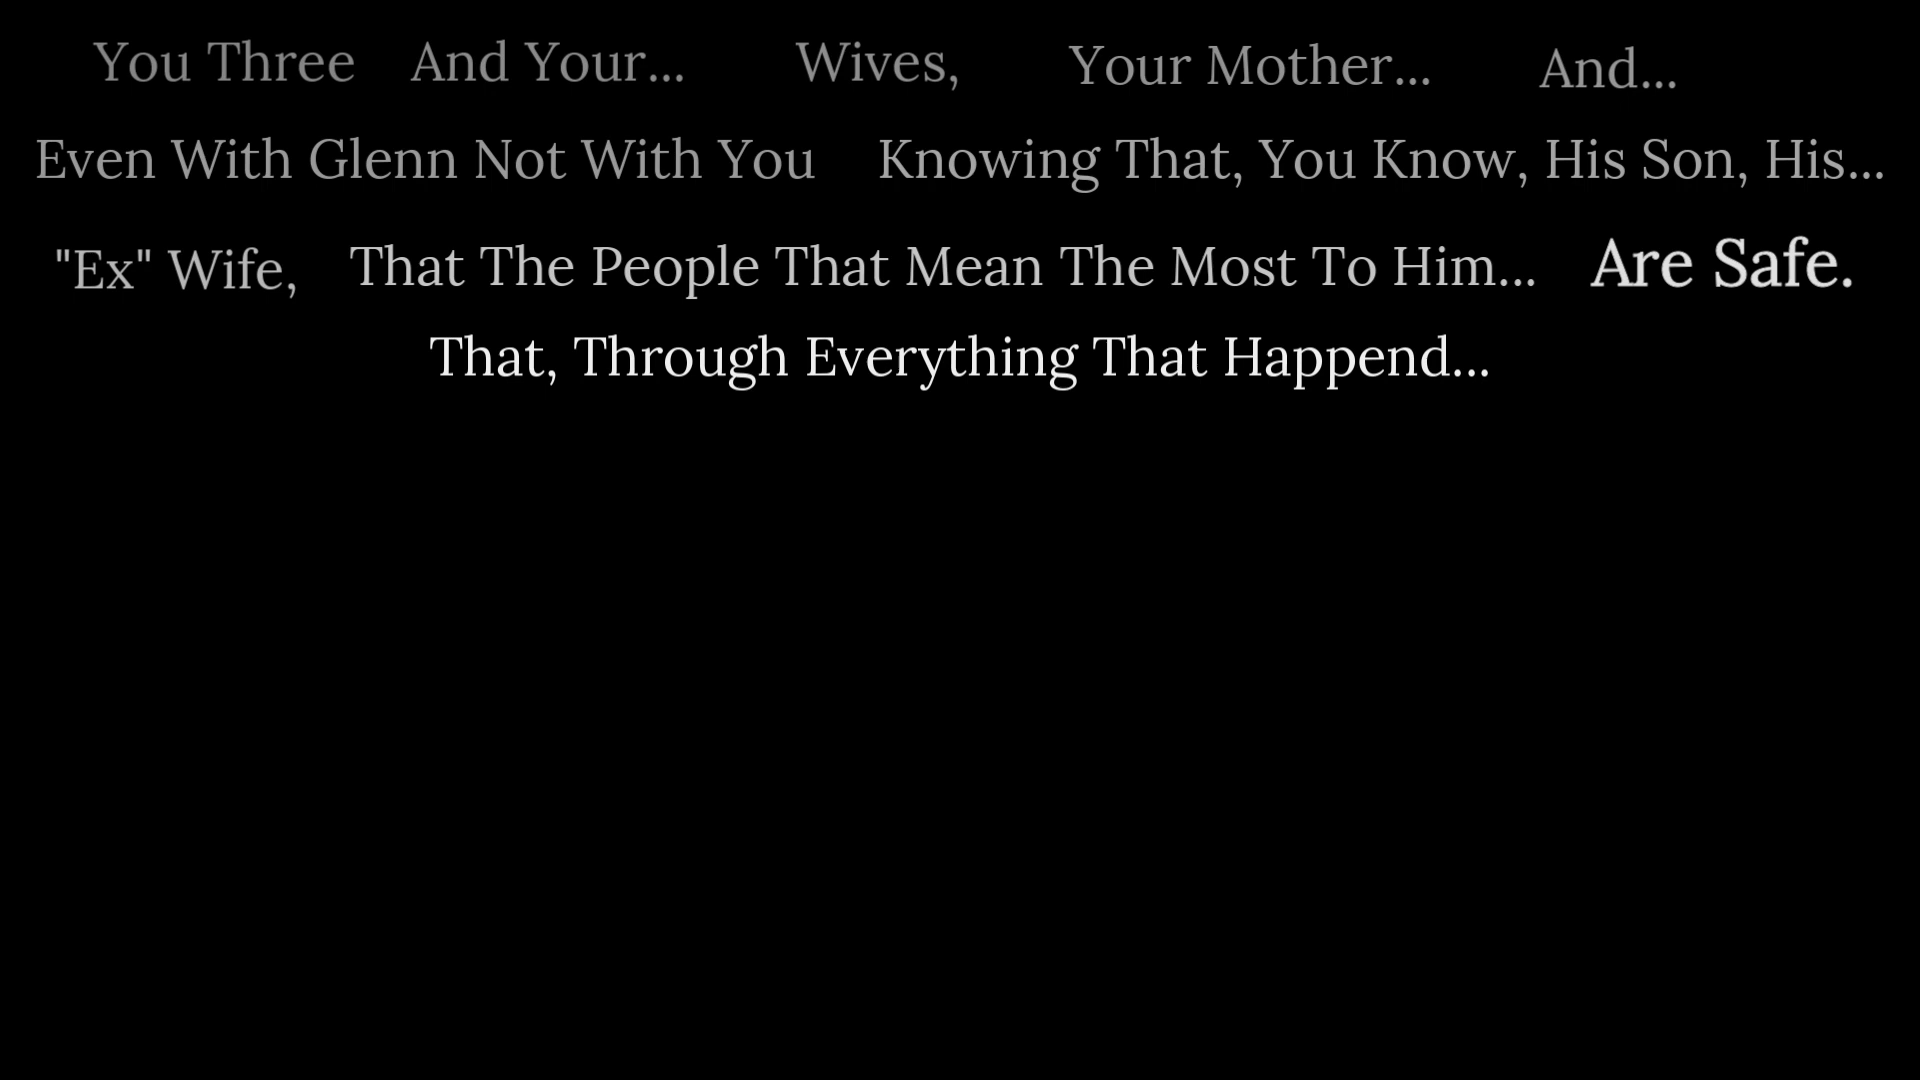 You Three And Your... Wives, Your Mother... And...
Even With Glenn Not With You Knowing That, You Know, His Son, His...
"Ex" Wife, That The People That Mean The Most To Him... Are Safe.
That, Through Everything That Happend...